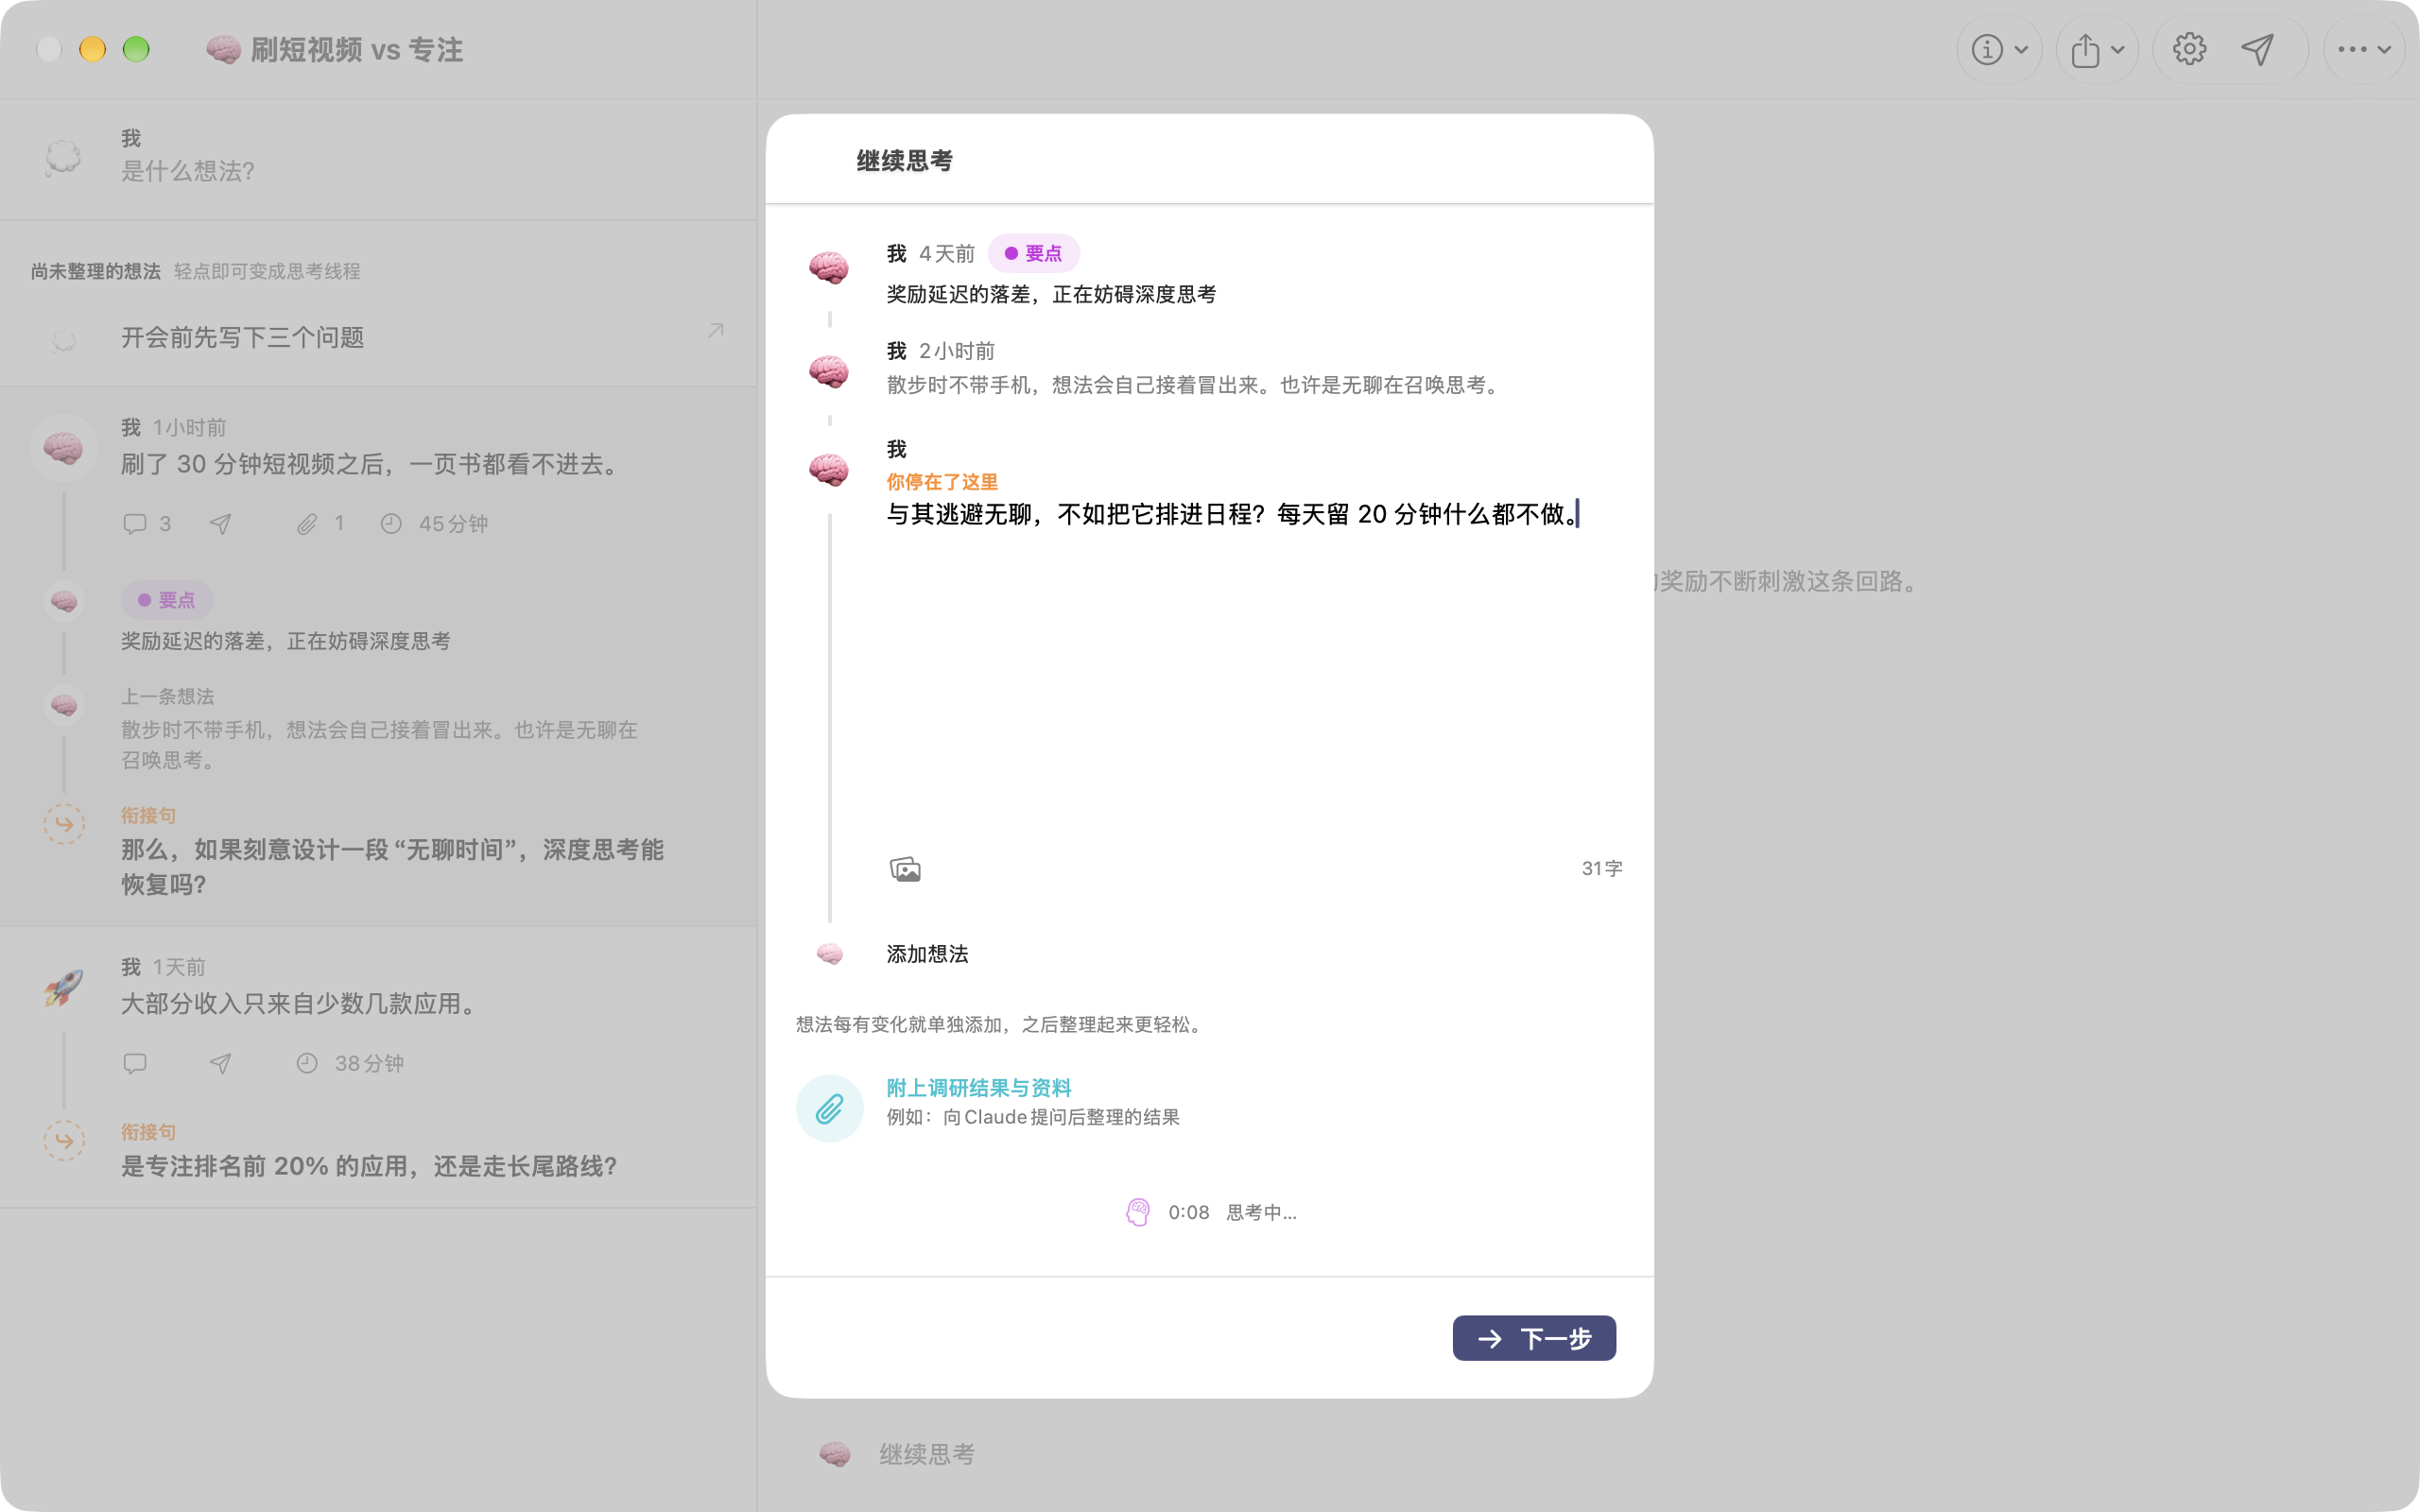 刷短视频 vs 专注
我
是什么想法?
尚未整理的想法 轻点即可变成思考线程
开会前先写下三个问题
我 1小时前
刷了 30 分钟短视频之后，一页书都看不进去。
3 1 45分钟
要点
奖励延迟的落差，正在妨碍深度思考
上一条想法
散步时不带手机，想法会自己接着冒出来。也许是无聊在
召唤思考。
衔接句
那么，如果刻意设计一段“无聊时间”，深度思考能
恢复吗?
我 1天前
大部分收入只来自少数几款应用。
38分钟
衔接句
是专注排名前 20% 的应用，还是走长尾路线?
继续思考
我 4天前 要点
奖励延迟的落差，正在妨碍深度思考
我 2小时前
散步时不带手机，想法会自己接着冒出来。也许是无聊在召唤思考。
我
你停在了这里
与其逃避无聊，不如把它排进日程？每天留 20 分钟什么都不做。
31字
添加想法
想法每有变化就单独添加，之后整理起来更轻松。
附上调研结果与资料
例如：向Claude提问后整理的结果
0:08 思考中...
下一步
奖励不断刺激这条回路。
继续思考